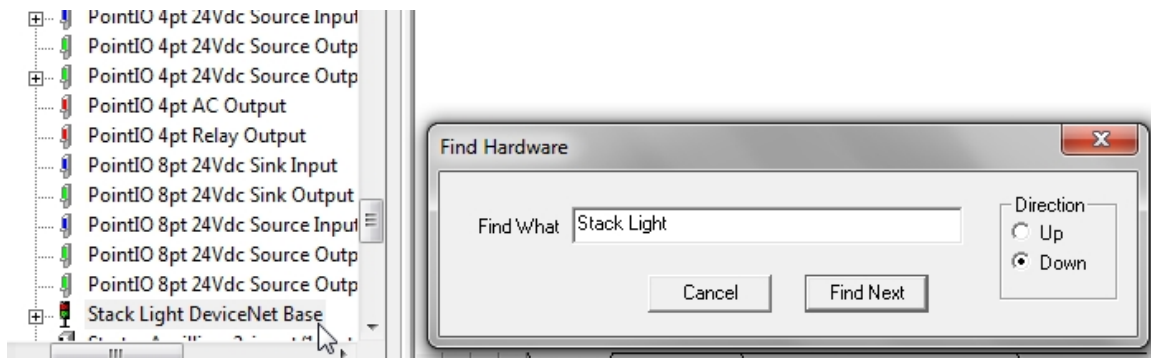 PointIO 4pt 24Vdc Source Input
PointIO 4pt 24Vdc Source Outp
PointIO 4pt 24Vdc Source Outp
PointIO 4pt AC Output
PointIO 4pt Relay Output
PointIO 8pt 24Vdc Sink Input
PointIO 8pt 24Vdc Sink Output
PointIO 8pt 24Vdc Source Input
PointIO 8pt 24Vdc Source Outp
PointIO 8pt 24Vdc Source Outp
Stack Light DeviceNet Base
Find Hardware
Find What Stack Light
Direction
Up
Down
Cancel Find Next